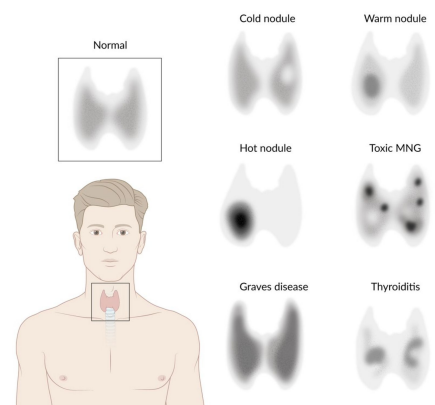 Normal
Cold nodule
Warm nodule
Hot nodule
Toxic MNG
Graves disease
Thyroiditis